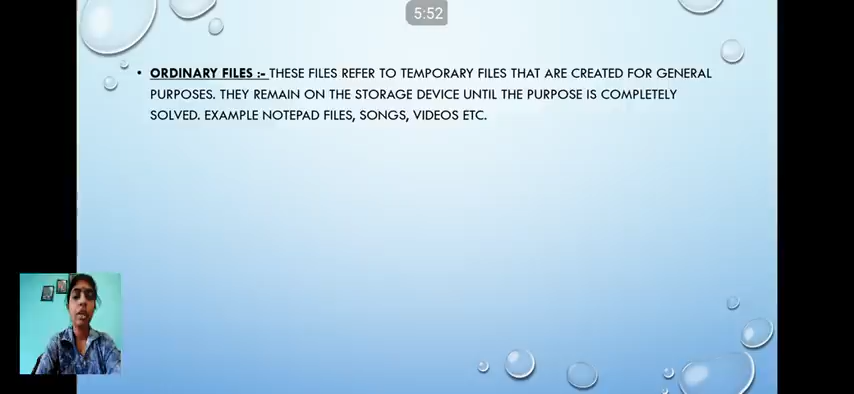 5:52
• ORDINARY FILES :- THESE FILES REFER TO TEMPORARY FILES THAT ARE CREATED FOR GENERAL
PURPOSES. THEY REMAIN ON THE STORAGE DEVICE UNTIL THE PURPOSE IS COMPLETELY
SOLVED. EXAMPLE NOTEPAD FILES, SONGS, VIDEOS ETC.